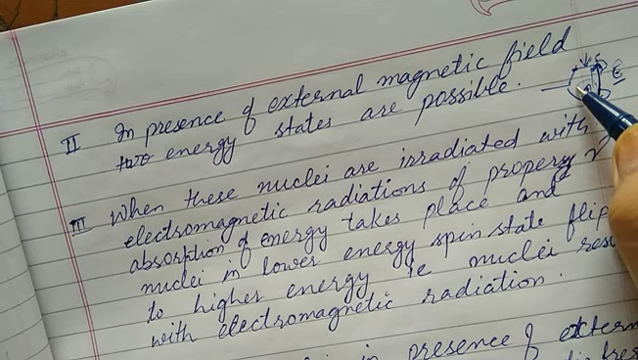 II In presence of external magnetic field
two energy states are possible.
III When these nuclei are irradiated with
electromagnetic radiations of proper
absorption of energy takes place and
nuclei in lower energy spin state flip
to higher energy ie nuclei
with electromagnetic radiation.
in presence of